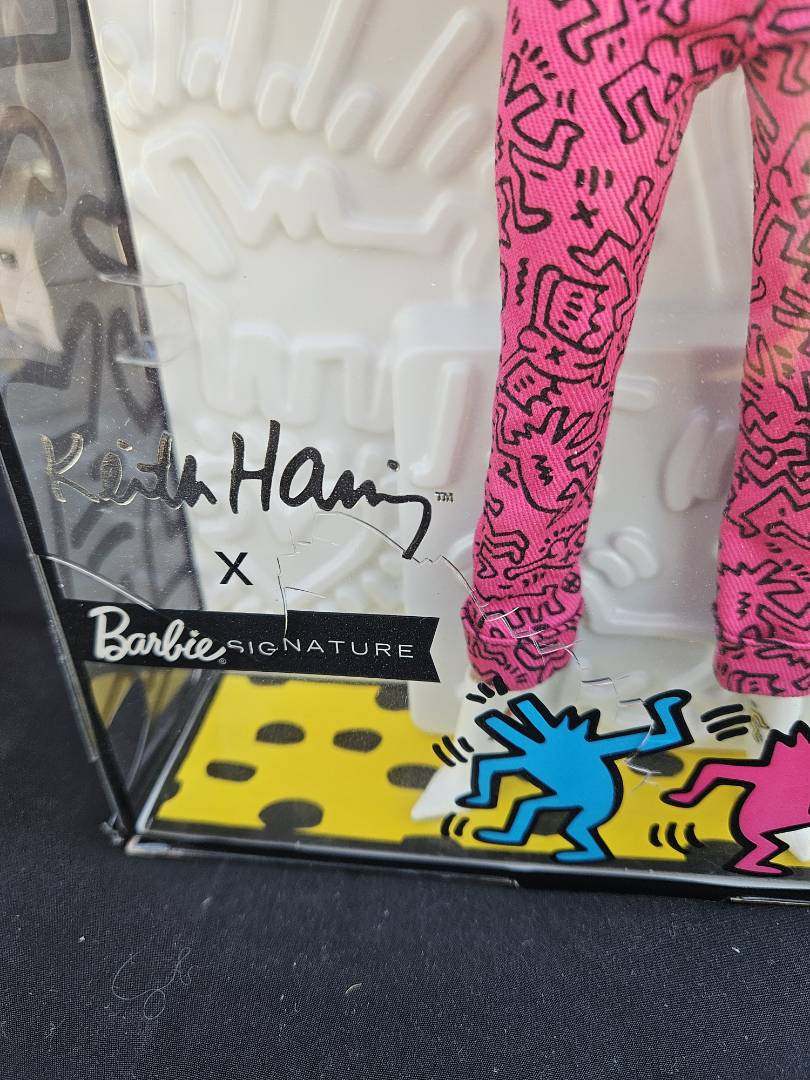 Keith Haring™
X
Barbie® SIGNATURE